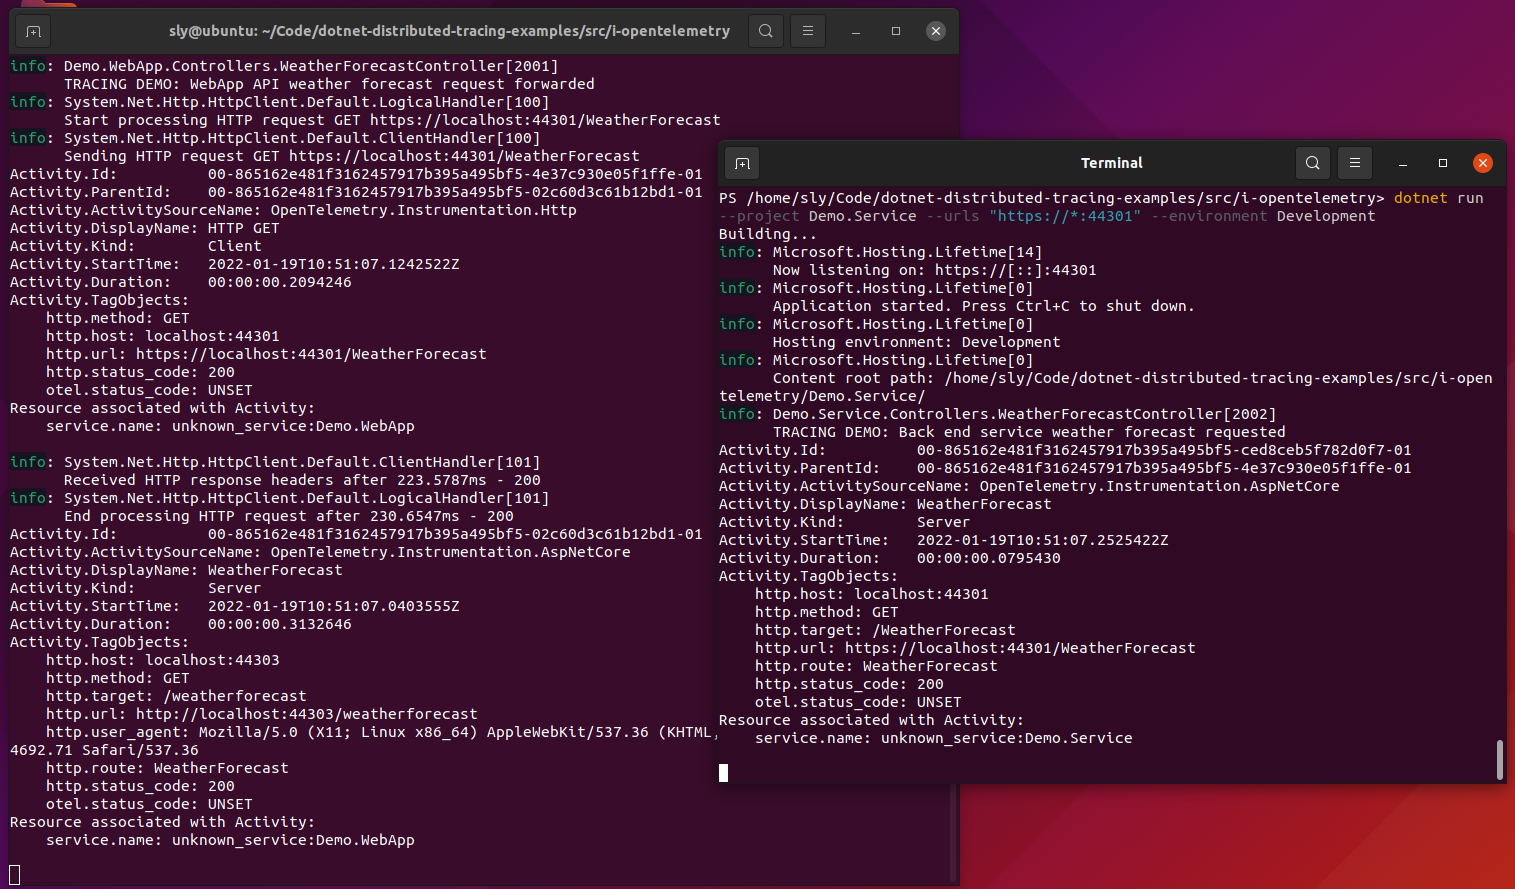 sly@ubuntu: ~/Code/dotnet-distributed-tracing-examples/src/i-opentelemetry
info: Demo.WebApp.Controllers.WeatherForecastController[2001]
TRACING DEMO: WebApp API weather forecast request forwarded
info: System.Net.Http.HttpClient.Default.LogicalHandler[100]
Start processing HTTP request GET https://localhost:44301/WeatherForecast
info: System.Net.Http.HttpClient.Default.ClientHandler[100]
Sending HTTP request GET https://localhost:44301/WeatherForecast
Activity.Id: 00-865162e481f3162457917b395a495bf5-4e37c930e05f1ffe-01
Activity.ParentId: 00-865162e481f3162457917b395a495bf5-02c60d3c61b12bd1-01
Activity.ActivitySourceName: OpenTelemetry.Instrumentation.Http
Activity.DisplayName: HTTP GET
Activity.Kind: Client
Activity.StartTime: 2022-01-19T10:51:07.1242522Z
Activity.Duration: 00:00:00.2094246
Activity.TagObjects:
http.method: GET
http.host: localhost:44301
http.url: https://localhost:44301/WeatherForecast
http.status_code: 200
otel.status_code: UNSET
Resource associated with Activity:
service.name: unknown_service:Demo.WebApp
info: System.Net.Http.HttpClient.Default.ClientHandler[101]
Received HTTP response headers after 223.5787ms - 200
info: System.Net.Http.HttpClient.Default.LogicalHandler[101]
End processing HTTP request after 230.6547ms - 200
Activity.Id: 00-865162e481f3162457917b395a495bf5-02c60d3c61b12bd1-01
Activity.ActivitySourceName: OpenTelemetry.Instrumentation.AspNetCore
Activity.DisplayName: WeatherForecast
Activity.Kind: Server
Activity.StartTime: 2022-01-19T10:51:07.0403555Z
Activity.Duration: 00:00:00.3132646
Activity.TagObjects:
http.host: localhost:44303
http.method: GET
http.target: /weatherforecast
http.url: http://localhost:44303/weatherforecast
http.user_agent: Mozilla/5.0 (X11; Linux x86_64) AppleWebKit/537.36 (KHTML,
4692.71 Safari/537.36
http.route: WeatherForecast
http.status_code: 200
otel.status_code: UNSET
Resource associated with Activity:
service.name: unknown_service:Demo.WebApp
Terminal
PS /home/sly/Code/dotnet-distributed-tracing-examples/src/i-opentelemetry> dotnet run
--project Demo.Service --urls "https://*:44301" --environment Development
Building...
info: Microsoft.Hosting.Lifetime[14]
Now listening on: https://[::]:44301
info: Microsoft.Hosting.Lifetime[0]
Application started. Press Ctrl+C to shut down.
info: Microsoft.Hosting.Lifetime[0]
Hosting environment: Development
info: Microsoft.Hosting.Lifetime[0]
Content root path: /home/sly/Code/dotnet-distributed-tracing-examples/src/i-open
telemetry/Demo.Service/
info: Demo.Service.Controllers.WeatherForecastController[2002]
TRACING DEMO: Back end service weather forecast requested
Activity.Id: 00-865162e481f3162457917b395a495bf5-ced8ceb5f782d0f7-01
Activity.ParentId: 00-865162e481f3162457917b395a495bf5-4e37c930e05f1ffe-01
Activity.ActivitySourceName: OpenTelemetry.Instrumentation.AspNetCore
Activity.DisplayName: WeatherForecast
Activity.Kind: Server
Activity.StartTime: 2022-01-19T10:51:07.2525422Z
Activity.Duration: 00:00:00.0795430
Activity.TagObjects:
http.host: localhost:44301
http.method: GET
http.target: /WeatherForecast
http.url: https://localhost:44301/WeatherForecast
http.route: WeatherForecast
http.status_code: 200
otel.status_code: UNSET
Resource associated with Activity:
service.name: unknown_service:Demo.Service